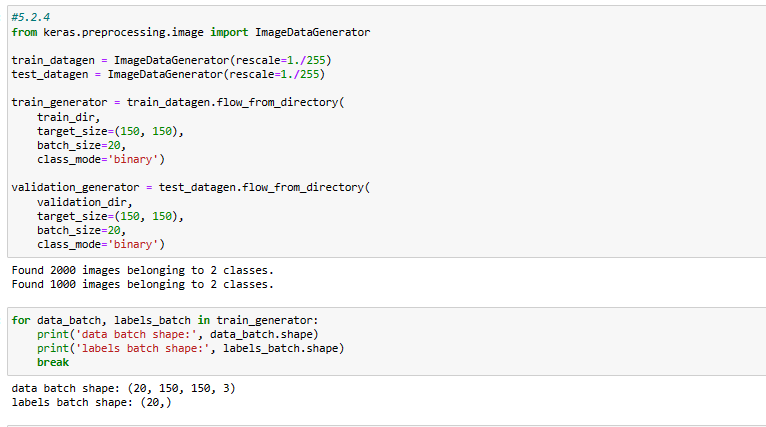 #5.2.4
from keras.preprocessing.image import ImageDataGenerator
train_datagen = ImageDataGenerator(rescale=1./255)
test_datagen = ImageDataGenerator(rescale=1./255)
train_generator = train_datagen.flow_from_directory(
    train_dir,
    target_size=(150, 150),
    batch_size=20,
    class_mode='binary')
validation_generator = test_datagen.flow_from_directory(
    validation_dir,
    target_size=(150, 150),
    batch_size=20,
    class_mode='binary')
Found 2000 images belonging to 2 classes.
Found 1000 images belonging to 2 classes.
for data_batch, labels_batch in train_generator:
    print('data batch shape:', data_batch.shape)
    print('labels batch shape:', labels_batch.shape)
    break
data batch shape: (20, 150, 150, 3)
labels batch shape: (20,)